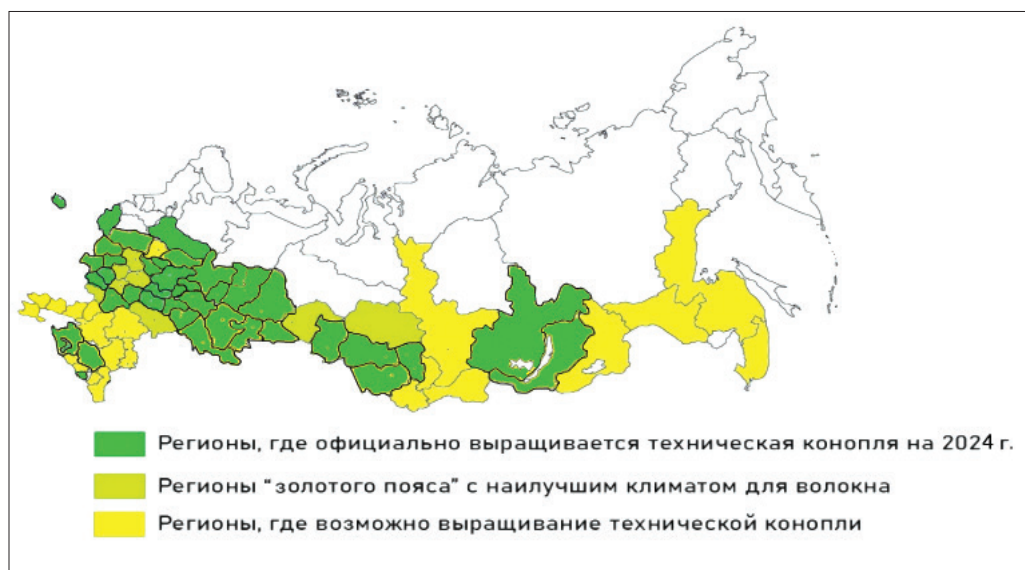 Регионы, где официально выращивается техническая конопля на 2024 г.
Регионы "золотого пояса" с наилучшим климатом для волокна
Регионы, где возможно выращивание технической конопли